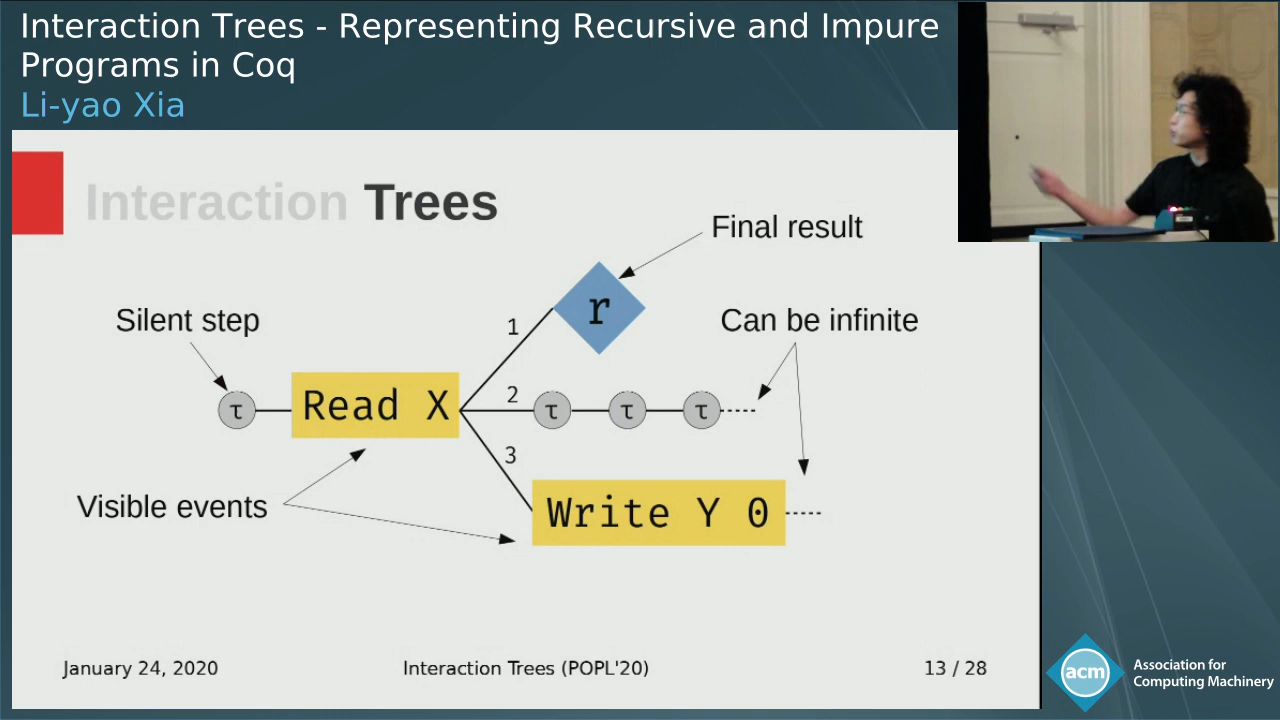 Interaction Trees - Representing Recursive and Impure
Programs in Coq
Li-yao Xia
Interaction Trees
Final result
r
Silent step
Can be infinite
1
τ
Read X
2
τ
τ
τ
3
Visible events
Write Y 0
January 24, 2020
Interaction Trees (POPL'20)
13 / 28
acm
Association for
Computing Machinery